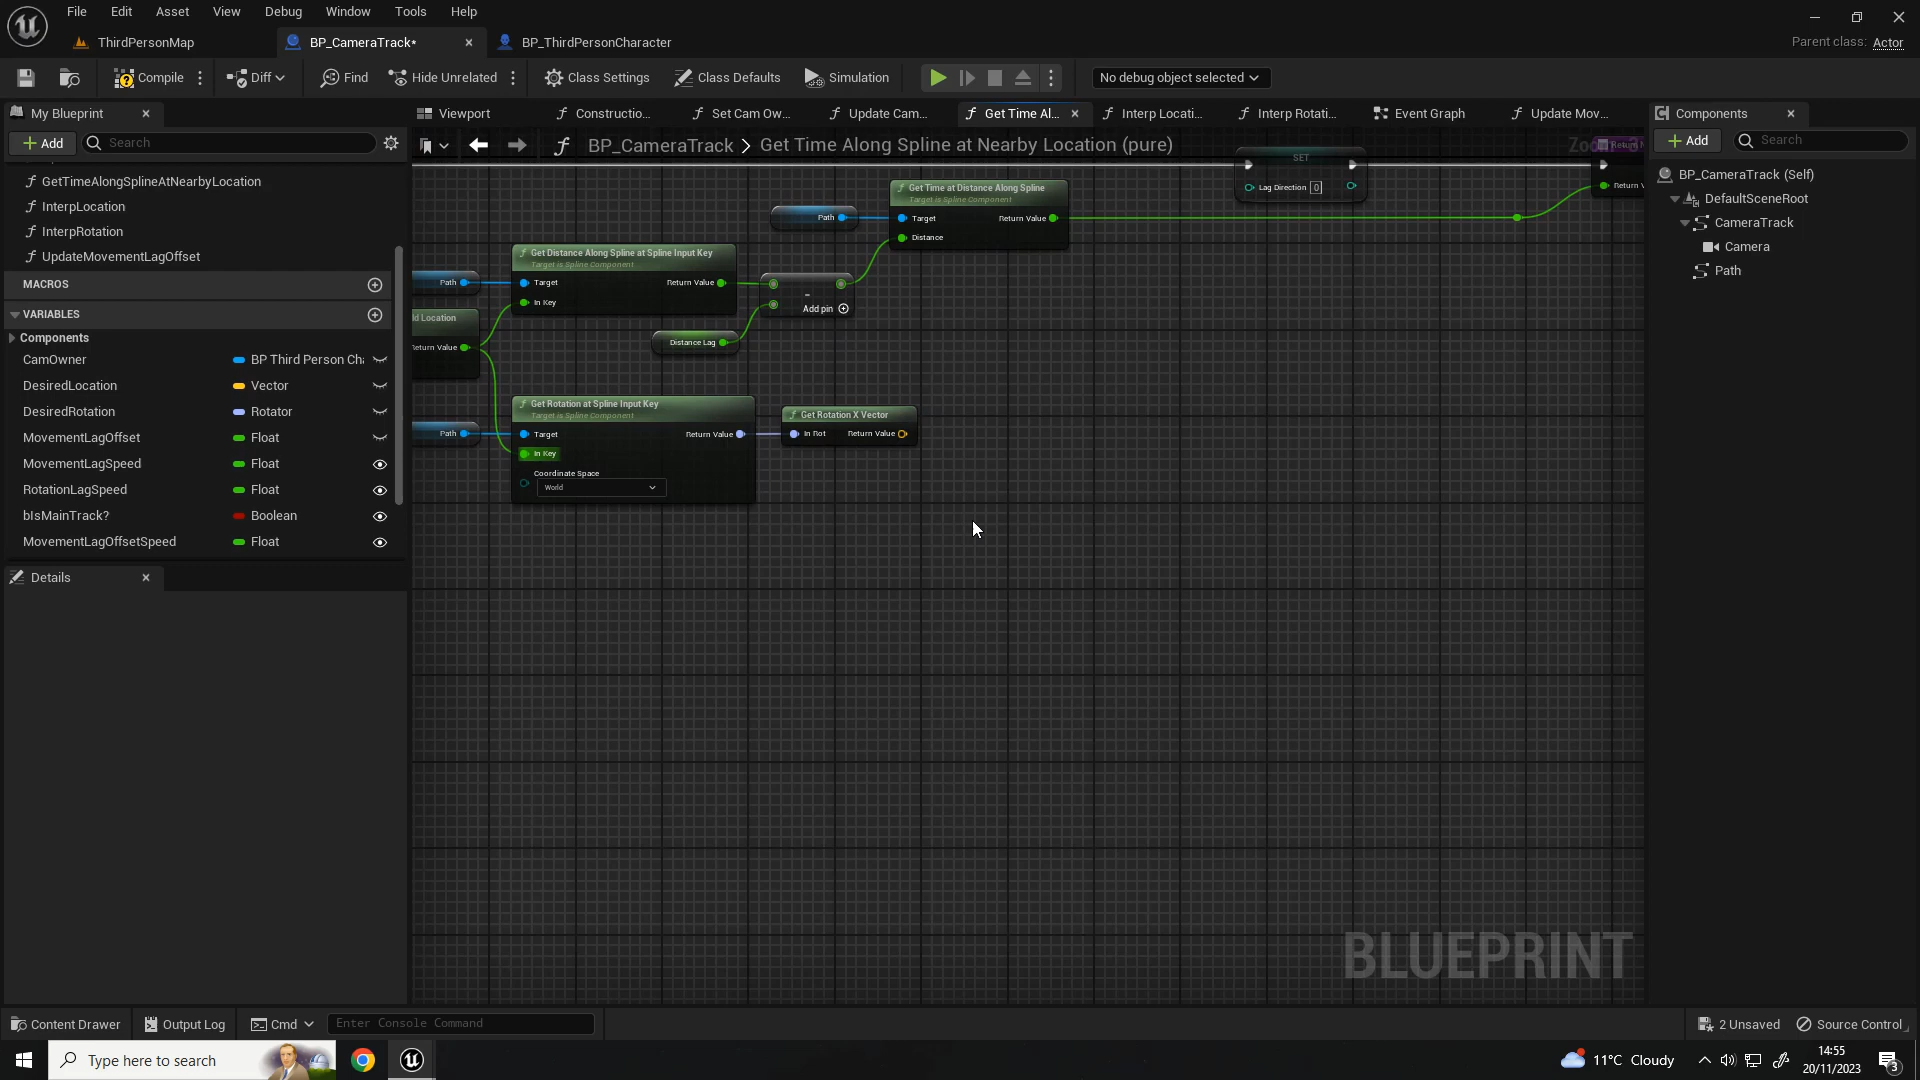 File Edit Asset View Debug Window Tools Help
ThirdPersonMap
BP_CameraTrack*
BP_ThirdPersonCharacter
Parent class: Actor
Compile
Diff
Find
Hide Unrelated
Class Settings
Class Defaults
Simulation
No debug object selected
My Blueprint
Viewport
Constructio...
Set Cam Ow...
Update Cam...
Get Time Al...
Interp Locati...
Interp Rotati...
Event Graph
Update Mov...
Components
Add
Search
BP_CameraTrack > Get Time Along Spline at Nearby Location (pure)
Add
Search
GetTimeAlongSplineAtNearbyLocation
InterpLocation
InterpRotation
UpdateMovementLagOffset
MACROS
VARIABLES
Components
CamOwner BP Third Person Ch
DesiredLocation Vector
DesiredRotation Rotator
MovementLagOffset Float
MovementLagSpeed Float
RotationLagSpeed Float
bIsMainTrack? Boolean
MovementLagOffsetSpeed Float
Details
SET
Lag Direction 0
Return V
Get Time at Distance Along Spline
Target is Spline Component
Path
Target
Return Value
Distance
Get Distance Along Spline at Spline Input Key
Target is Spline Component
Path
Target
Return Value
In Key
-
Add pin
Location
Return Value
Distance Lag
Get Rotation at Spline Input Key
Target is Spline Component
Path
Target
Return Value
In Key
Coordinate Space
World
Get Rotation X Vector
In Rot
Return Value
BLUEPRINT
BP_CameraTrack (Self)
DefaultSceneRoot
CameraTrack
Camera
Path
Content Drawer
Output Log
Cmd
Enter Console Command
2 Unsaved
Source Control
Type here to search
11°C Cloudy
14:55
20/11/2023
3